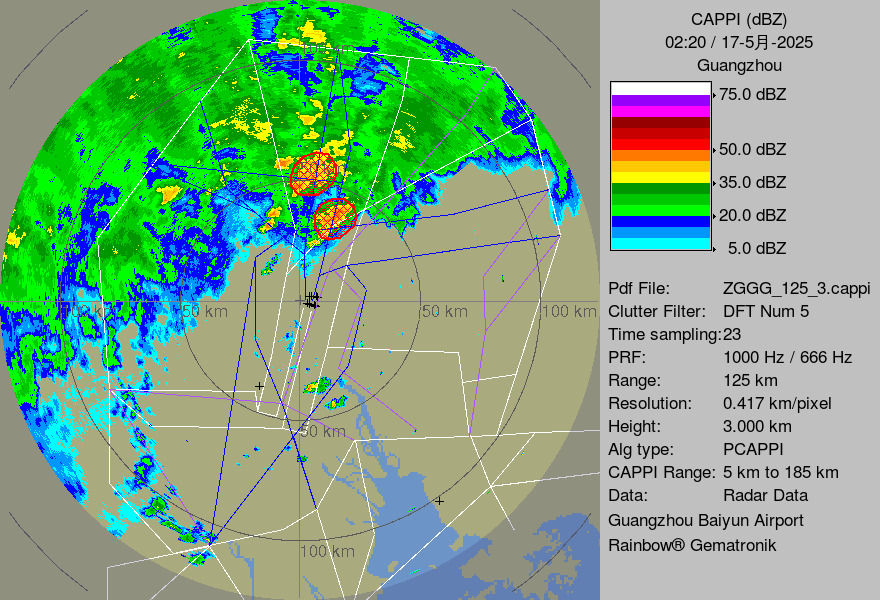 CAPPI (dBZ)
02:20 / 17-5月-2025
Guangzhou
75.0 dBZ
50.0 dBZ
35.0 dBZ
20.0 dBZ
5.0 dBZ
Pdf File: ZGGG_125_3.cappi
Clutter Filter: DFT Num 5
Time sampling:23
PRF: 1000 Hz / 666 Hz
Range: 125 km
Resolution: 0.417 km/pixel
Height: 3.000 km
Alg type: PCAPPI
CAPPI Range: 5 km to 185 km
Data: Radar Data
Guangzhou Baiyun Airport
Rainbow® Gematronik
100 km
100 km
50 km
50 km
100 km
50 km
100 km